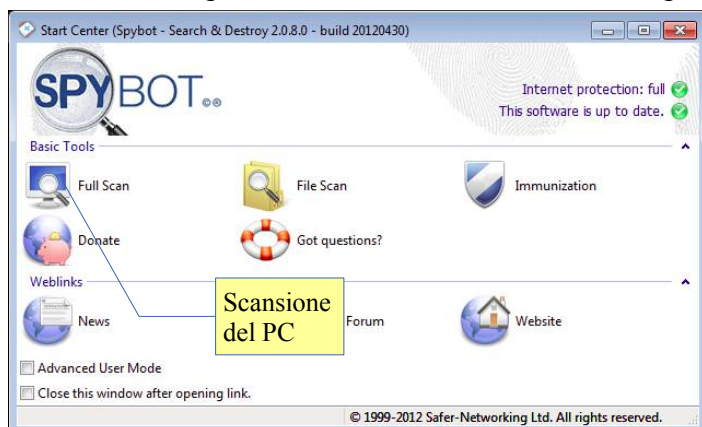 Start Center (Spybot - Search & Destroy 2.0.8.0 - build 20120430)
SPYBOT
Internet protection: full
This software is up to date.
Basic Tools
Full Scan File Scan Immunization
Donate Got questions?
Weblinks
News Forum Website
Scansione
del PC
Advanced User Mode
Close this window after opening link.
© 1999-2012 Safer-Networking Ltd. All rights reserved.